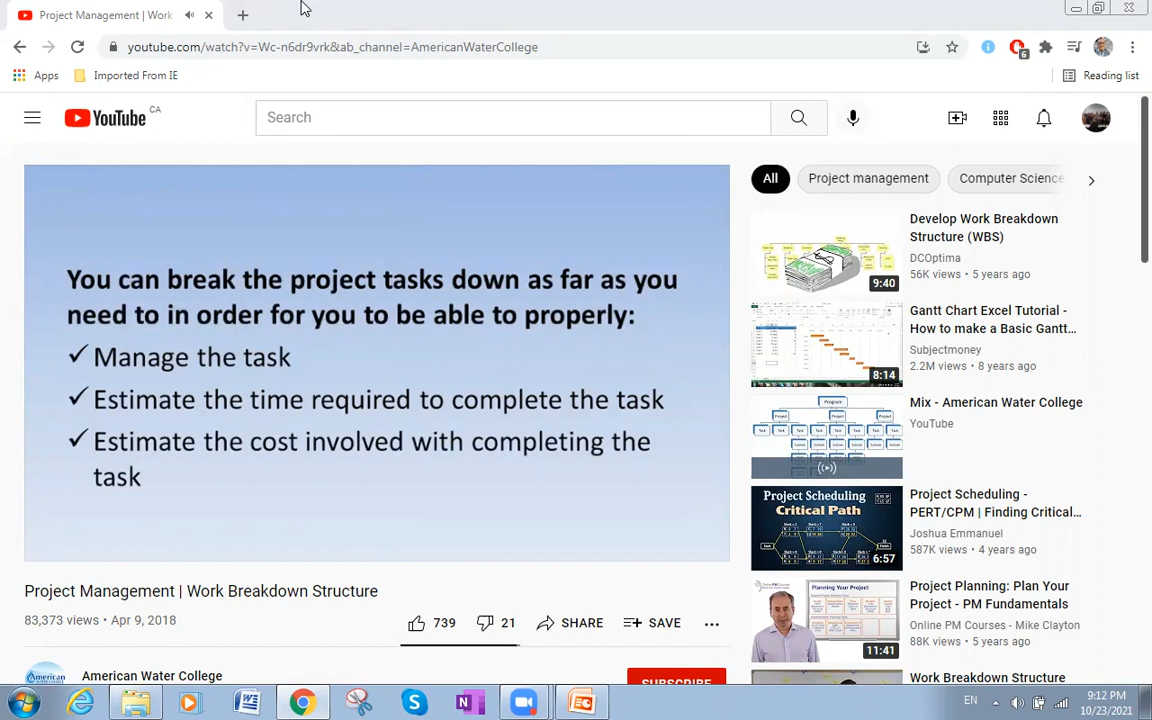 Project Management | Work
youtube.com/watch?v=Wc-n6dr9vrk&ab_channel=AmericanWaterCollege
6
Apps
Imported From IE
Reading list
YouTube CA
Search
All
Project management
Computer Science
You can break the project tasks down as far as you
need to in order for you to be able to properly:
✓ Manage the task
✓ Estimate the time required to complete the task
✓ Estimate the cost involved with completing the
task
Project Management | Work Breakdown Structure
83,373 views • Apr 9, 2018
739
21
SHARE
SAVE
American Water College
SUBSCRIBE
Develop Work Breakdown
Structure (WBS)
DCOptima
56K views • 5 years ago
9:40
Gantt Chart Excel Tutorial -
How to make a Basic Gantt...
Subjectmoney
2.2M views • 8 years ago
8:14
Mix - American Water College
YouTube
Program
Project Project Project
Project Scheduling
Critical Path
6:57
Project Scheduling -
PERT/CPM | Finding Critical...
Joshua Emmanuel
587K views • 4 years ago
Planning Your Project
11:41
Project Planning: Plan Your
Project - PM Fundamentals
Online PM Courses - Mike Clayton
88K views • 5 years ago
Work Breakdown Structure
EN
9:12 PM
10/23/2021